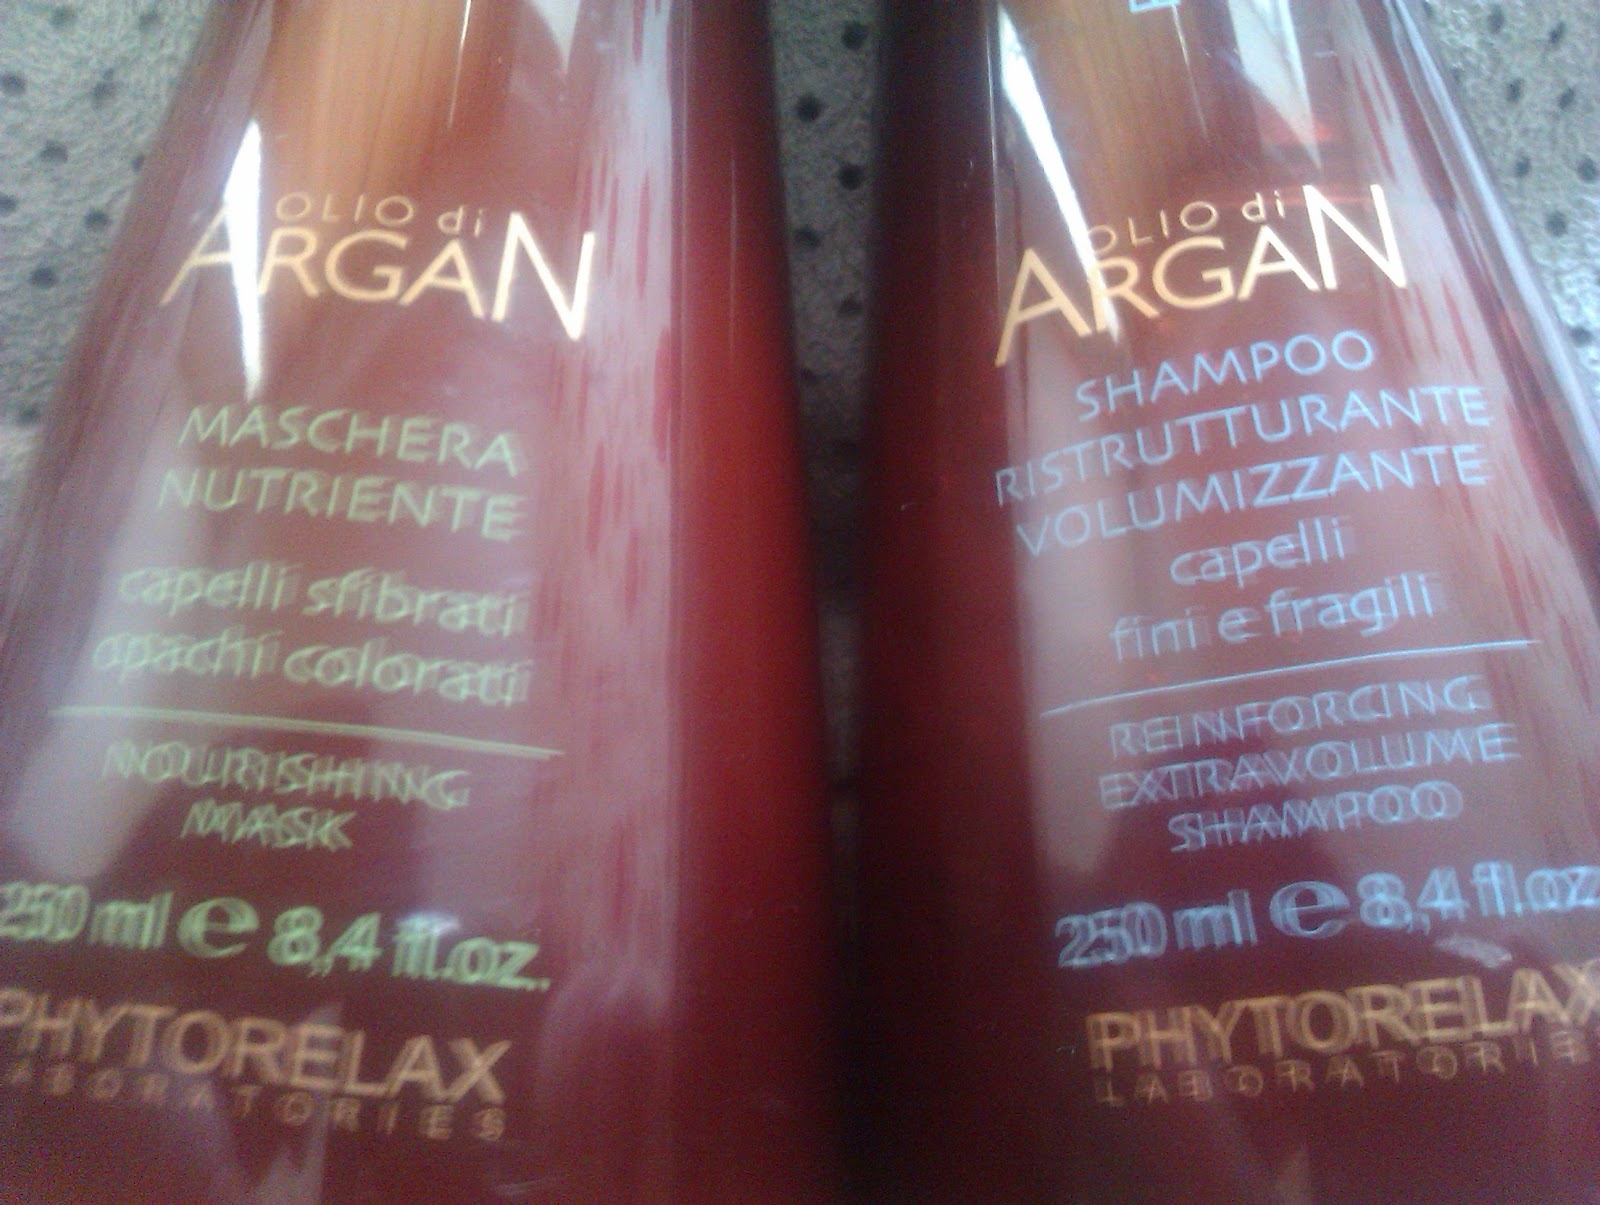 OLIO di
ARGAN
MASCHERA
NUTRIENTE
capelli sfibrati
opachi colorati
NOURISHING
MASK
250 ml e 8,4 fl.oz.
PHYTORELAX
LABORATORIES
OLIO di
ARGAN
SHAMPOO
RISTRUTTURANTE
VOLUMIZZANTE
capelli
fini e fragili
REINFORCING
EXTRAVOLUME
SHAMPOO
250 ml e 8,4 fl.oz
PHYTORELAX
LABORATORIE